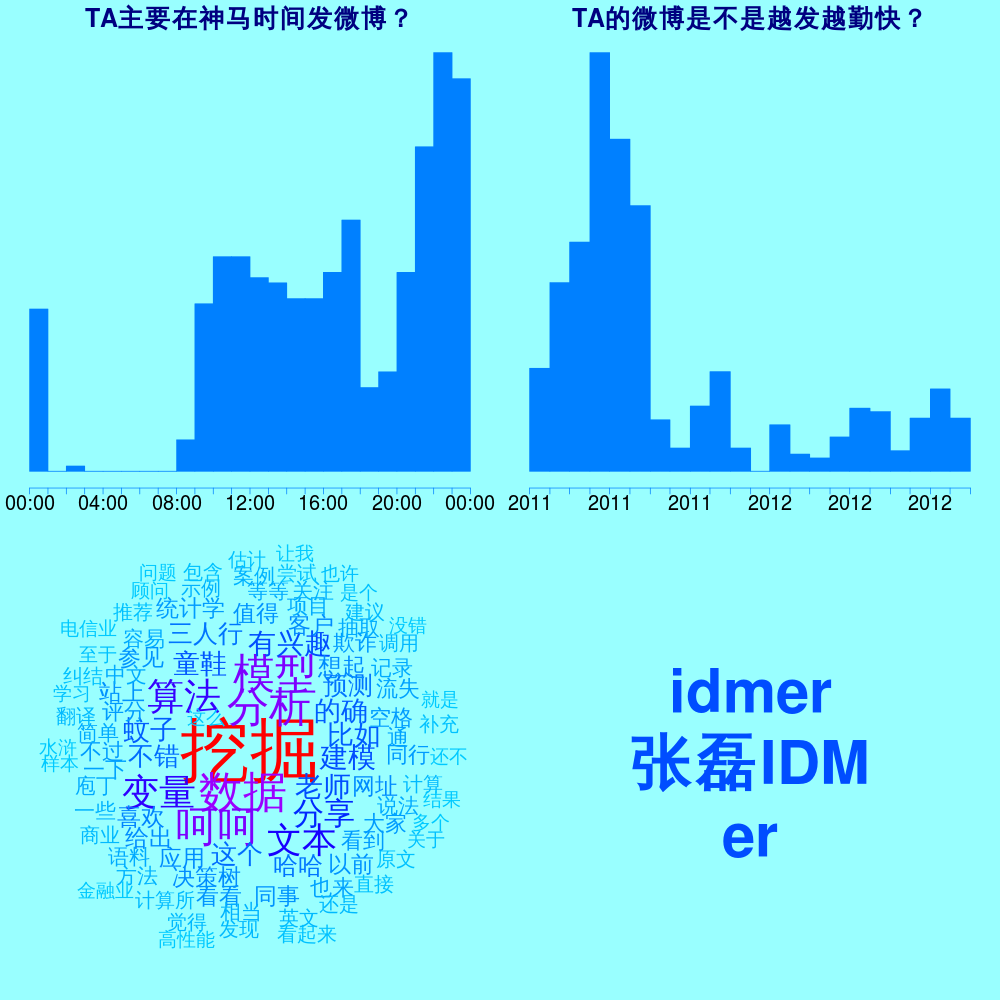 TA主要在神马时间发微博？
TA的微博是不是越发越勤快？
00:00 04:00 08:00 12:00 16:00 20:00 00:00
2011 2011 2011 2012 2012 2012
估计 让我
问题 包含 案例 尝试 也许
顾问 示例 等等 关注 是个
推荐 统计学 值得 项目 建议
电信业 容易 三人行 有兴趣 客户 抽取 没错
欺诈 调用
至于 参见 童鞋 模型 想起 记录
纠结 中文
学习 站上 算法 分析 预测 流失 就是
翻译 评分 这么 的确 空格 补充
简单 蚊子 挖掘 比如 通
水浒 不过 不错 建模 同行 还不
样本 一下
庖丁 变量 数据 老师 网址 计算
结果
一些 喜欢 呵呵 分享 说法 大家 多个
商业 给出 文本 看到 关于
语料 应用 这个 哈哈 以前 原文
方法 决策树 也来 直接
金融业 计算所 看看 同事 还是
觉得 相当 英文
高性能 发现 看起来
idmer
张磊IDM
er